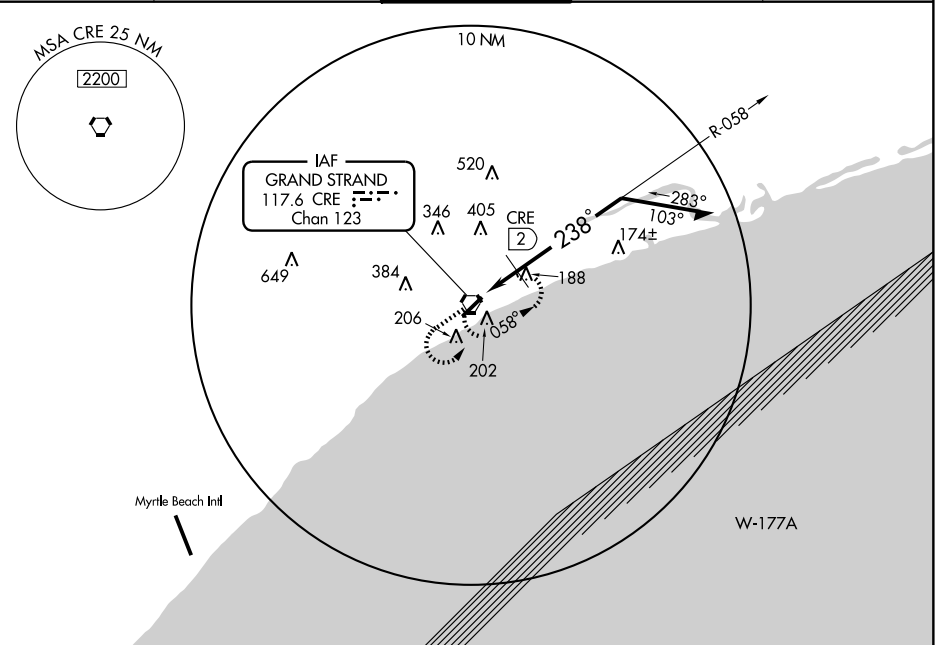 MSA CRE 25 NM
2200
10 NM
R-058
IAF
GRAND STRAND
117.6 CRE
Chan 123
520
346
405
CRE
2
238°
283°
103°
174±
649
384
188
206
058°
202
Myrtle Beach Intl
W-177A